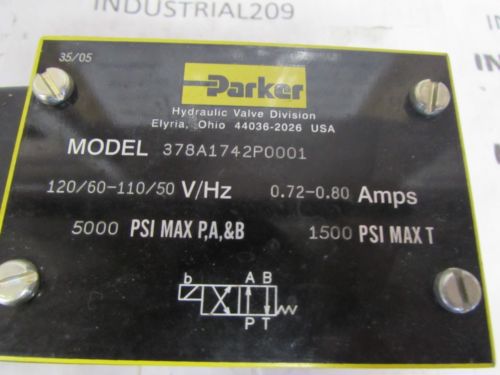 INDUSTRIAL209
35/05
Parker
Hydraulic Valve Division
Elyria, Ohio 44036-2026 USA
MODEL 378A1742P0001
120/60-110/50 V/Hz 0.72-0.80 Amps
5000 PSI MAX P,A,&B 1500 PSI MAX T
b A B
P T